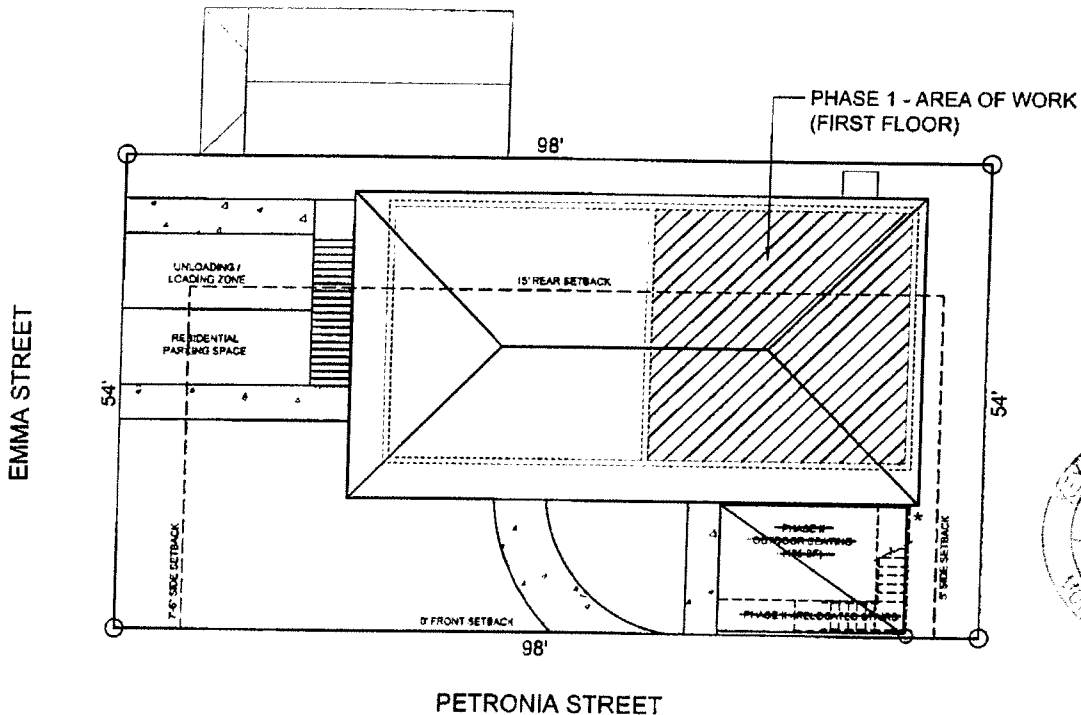 PHASE 1 - AREA OF WORK
(FIRST FLOOR)
98'
UNLOADING /
LOADING ZONE
15' REAR SETBACK
RESIDENTIAL
PARKING SPACE
EMMA STREET
54'
54'
PHASE II
OUTDOOR SEATING
*
7'-6" SIDE SETBACK
5' SIDE SETBACK
0' FRONT SETBACK
PHASE II - (RELOCATED STAIRS)
98'
PETRONIA STREET